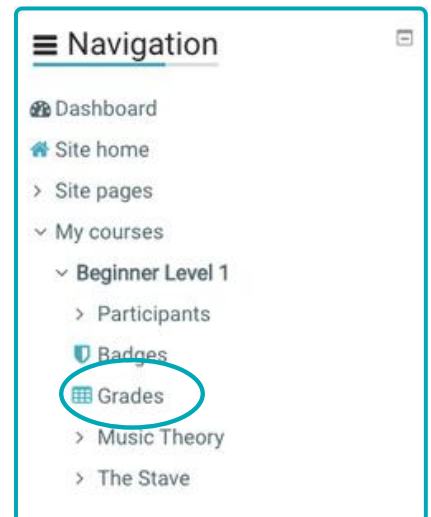 Navigation
Dashboard
Site home
Site pages
My courses
Beginner Level 1
Participants
Badges
Grades
Music Theory
The Stave